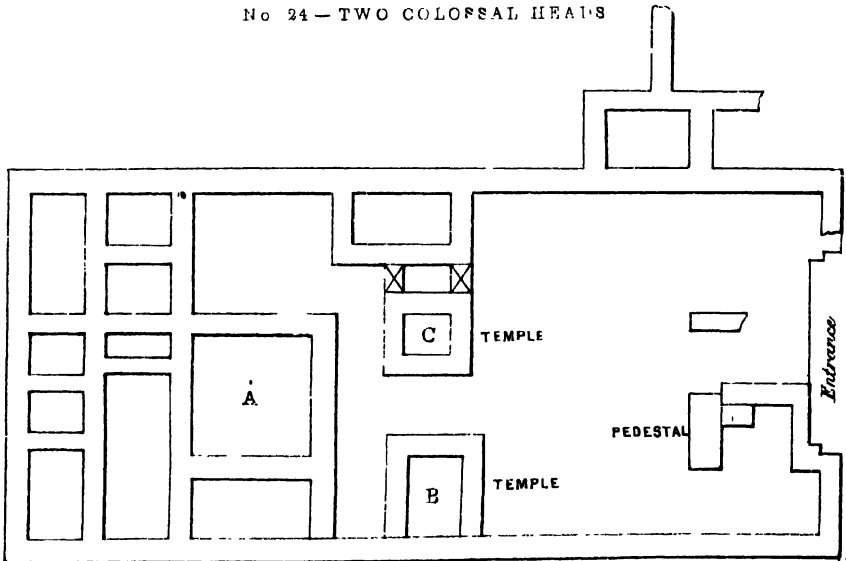 No 24 — TWO COLOSSAL HEADS
C
TEMPLE
Entrance
A
PEDESTAL
B
TEMPLE